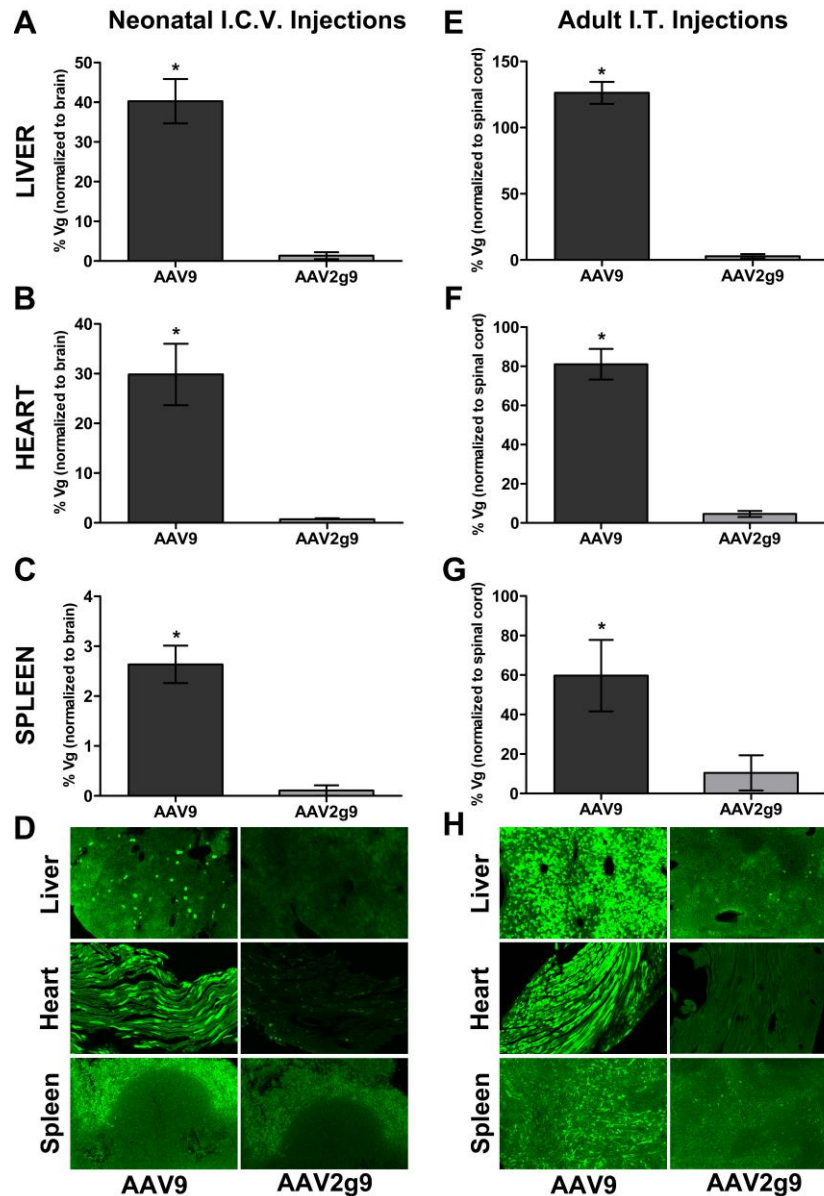 A Neonatal I.C.V. Injections
LIVER
% Vg (normalized to brain)
50
40
30
20
10
0
*
AAV9 AAV2g9
B
HEART
% Vg (normalized to brain)
40
30
20
10
0
*
AAV9 AAV2g9
C
SPLEEN
% Vg (normalized to brain)
4
3
2
1
0
*
AAV9 AAV2g9
D
Liver
Heart
Spleen
AAV9 AAV2g9
E Adult I.T. Injections
% Vg (normalized to spinal cord)
150
100
50
0
*
AAV9 AAV2g9
F
% Vg (normalized to spinal cord)
100
80
60
40
20
0
*
AAV9 AAV2g9
G
% Vg (normalized to spinal cord)
100
80
60
40
20
0
*
AAV9 AAV2g9
H
Liver
Heart
Spleen
AAV9 AAV2g9